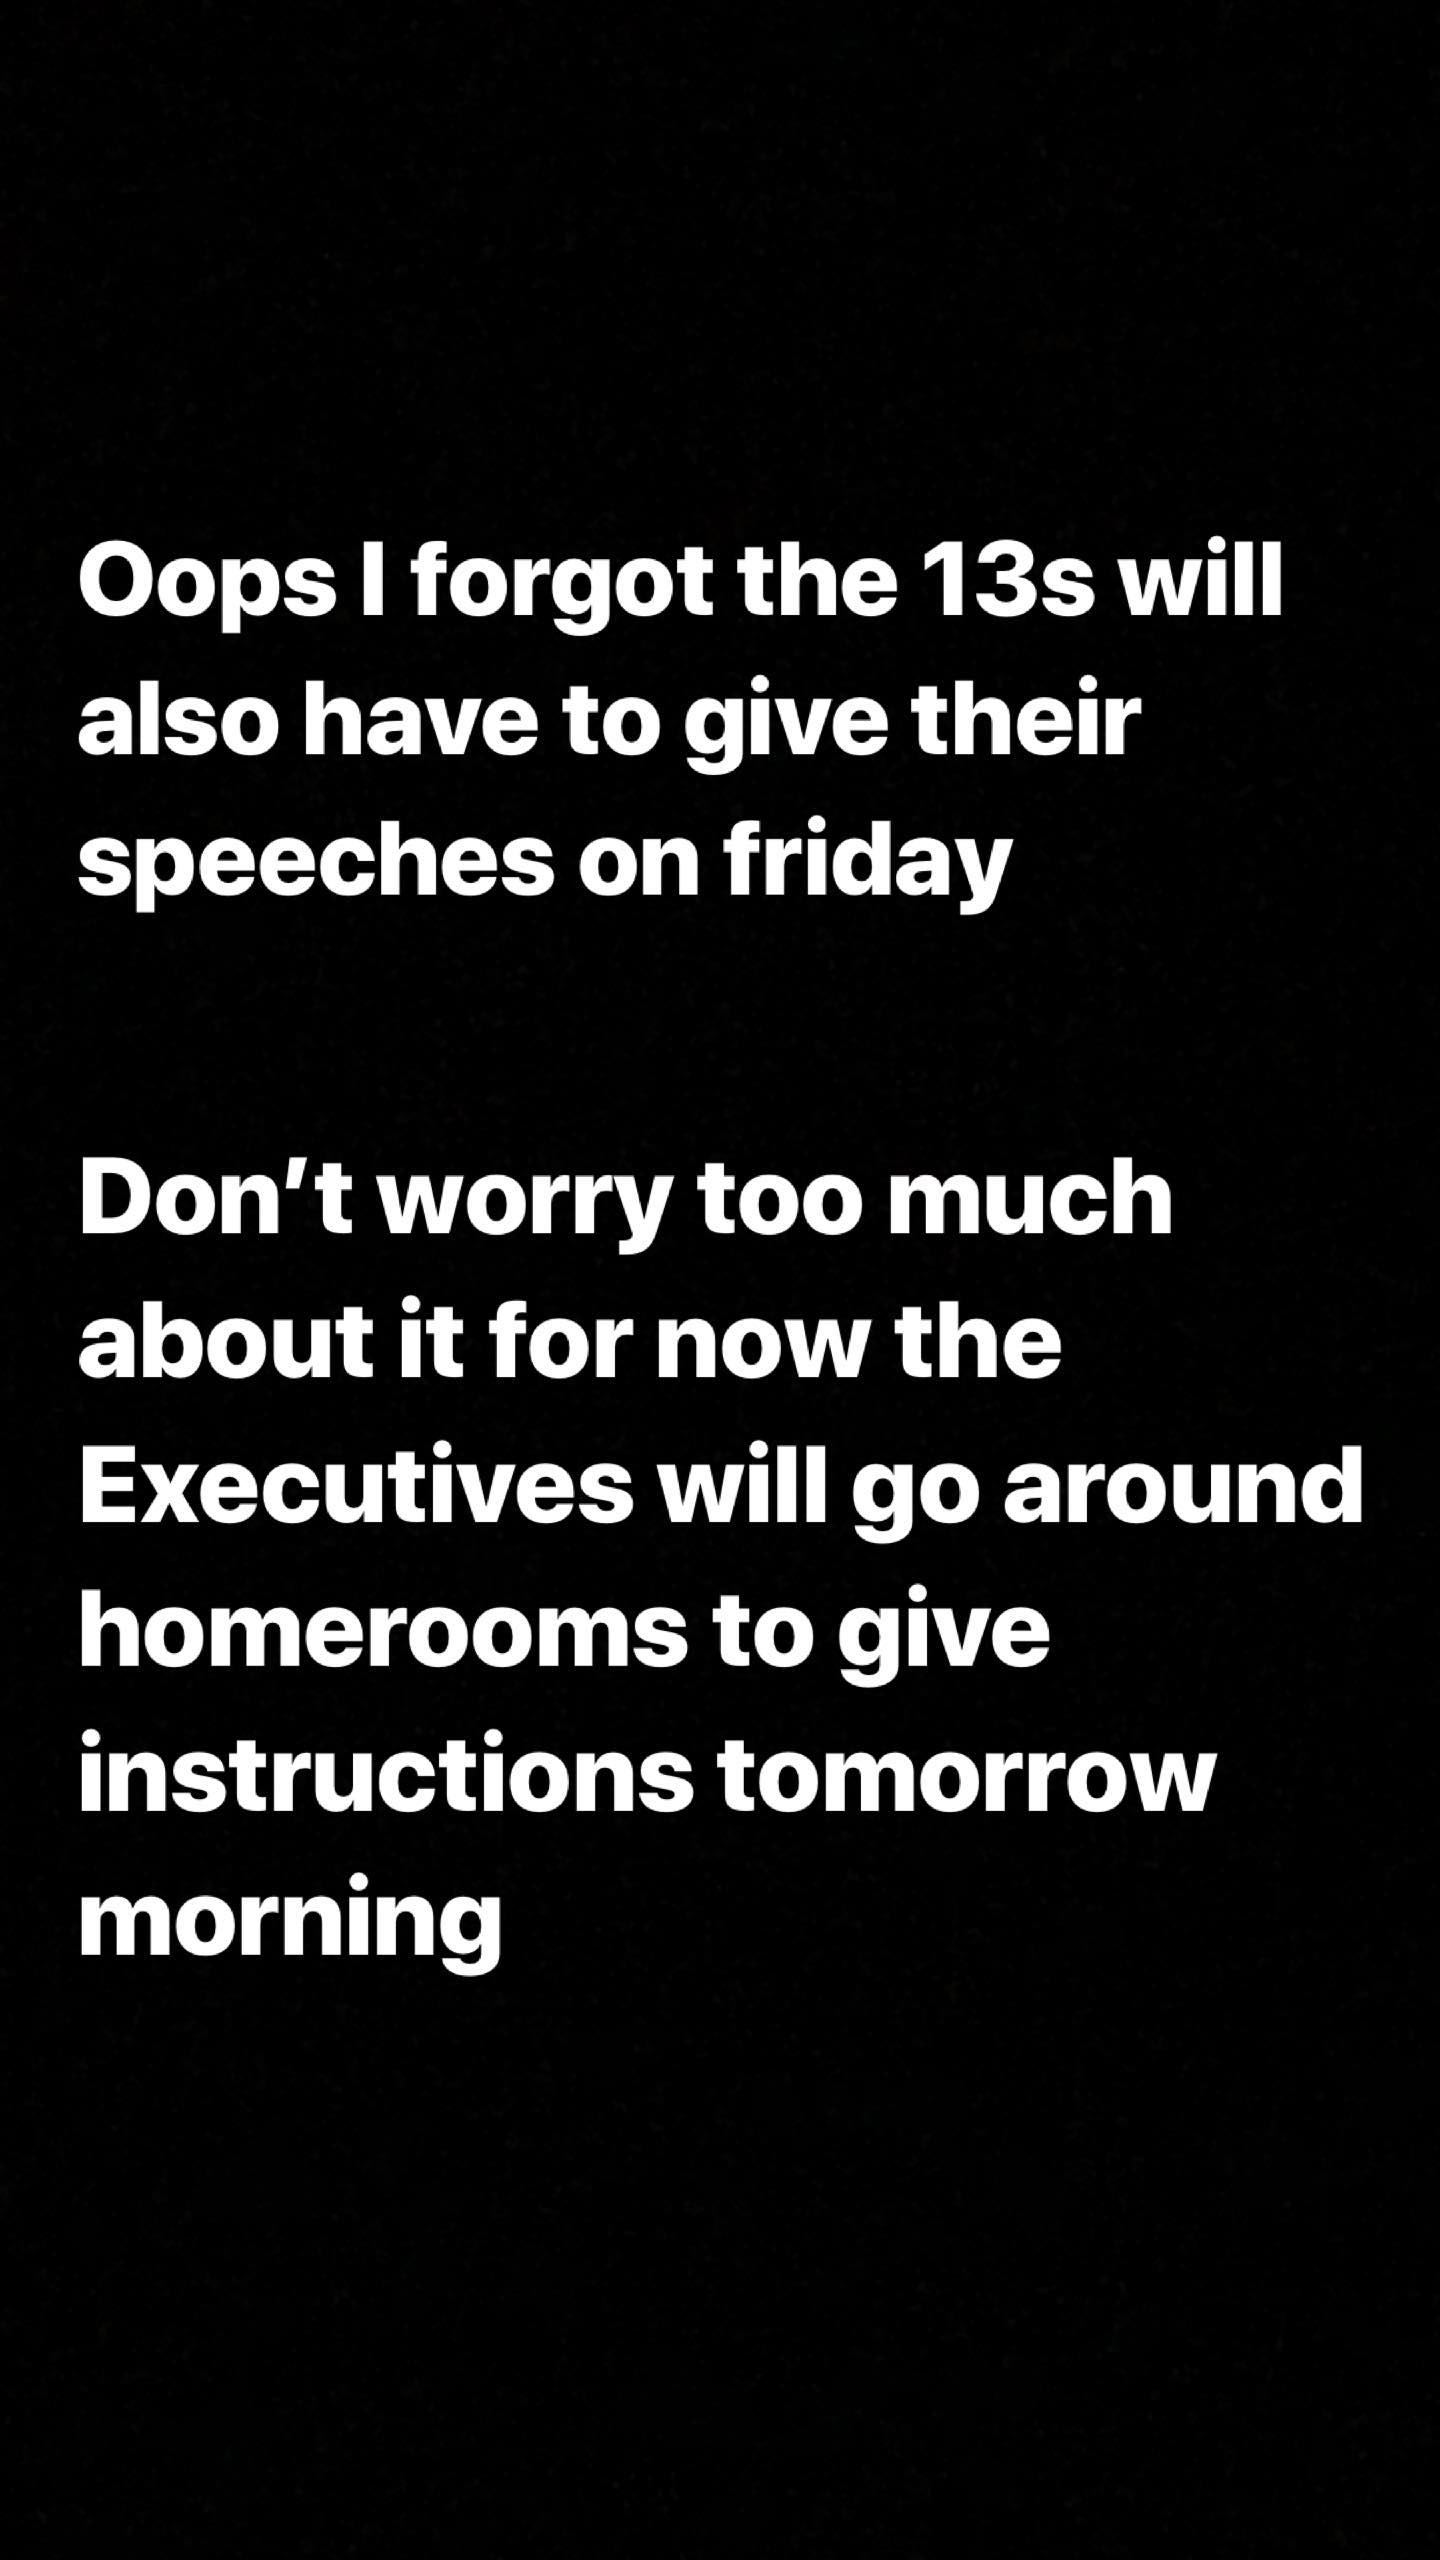 Oops I forgot the 13s will
also have to give their
speeches on friday
Don’t worry too much
about it for now the
Executives will go around
homerooms to give
instructions tomorrow
morning